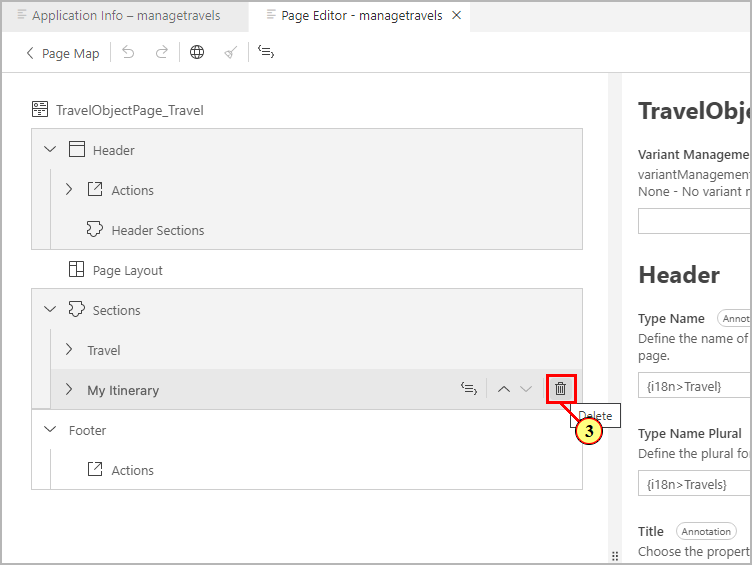 Application Info – managetravels
Page Editor - managetravels
Page Map
TravelObjectPage_Travel
Header
Actions
Header Sections
Page Layout
Sections
Travel
My Itinerary
Delete
3
Footer
Actions
TravelObje
Variant Manageme
variantManagement
None - No variant
Header
Type Name Annot
Define the name of
page.
{i18n>Travel}
Type Name Plural
Define the plural fo
{i18n>Travels}
Title Annotation
Choose the propert